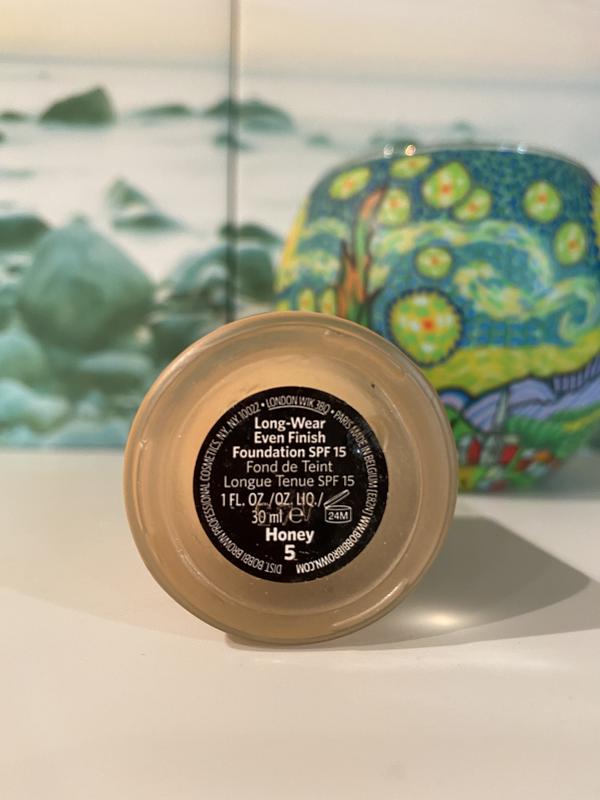 DIST. BOBBI BROWN PROFESSIONAL COSMETICS, NY, NY, 10022 • LONDON W1K 3BQ • PARIS MADE IN BELGIUM [ER2N] WWW.BOBBIBROWN.COM
Long-Wear
Even Finish
Foundation SPF 15
Fond de Teint
Longue Tenue SPF 15
1 FL. OZ./OZ. LIQ./
30 ml e
24M
Honey
5